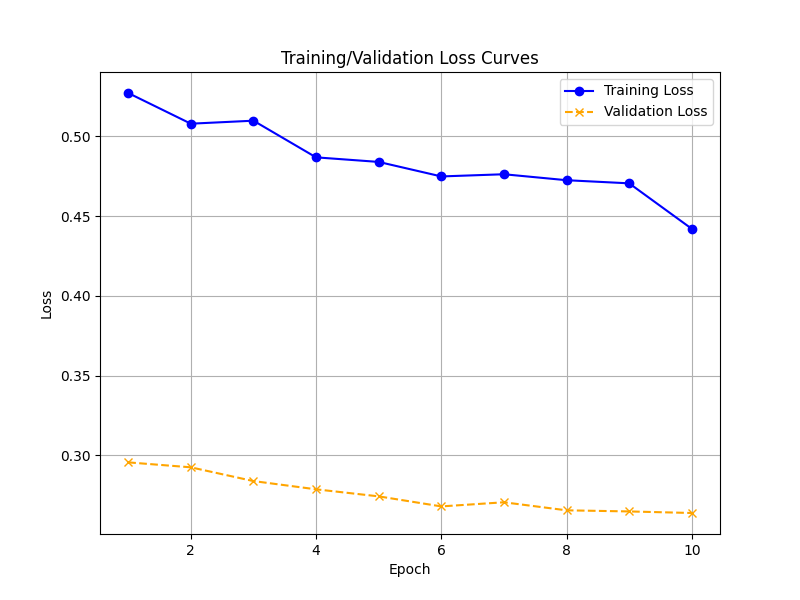 Training/Validation Loss Curves
Training Loss
Validation Loss
0.50
0.45
0.40
0.35
0.30
Loss
2
4
6
8
10
Epoch